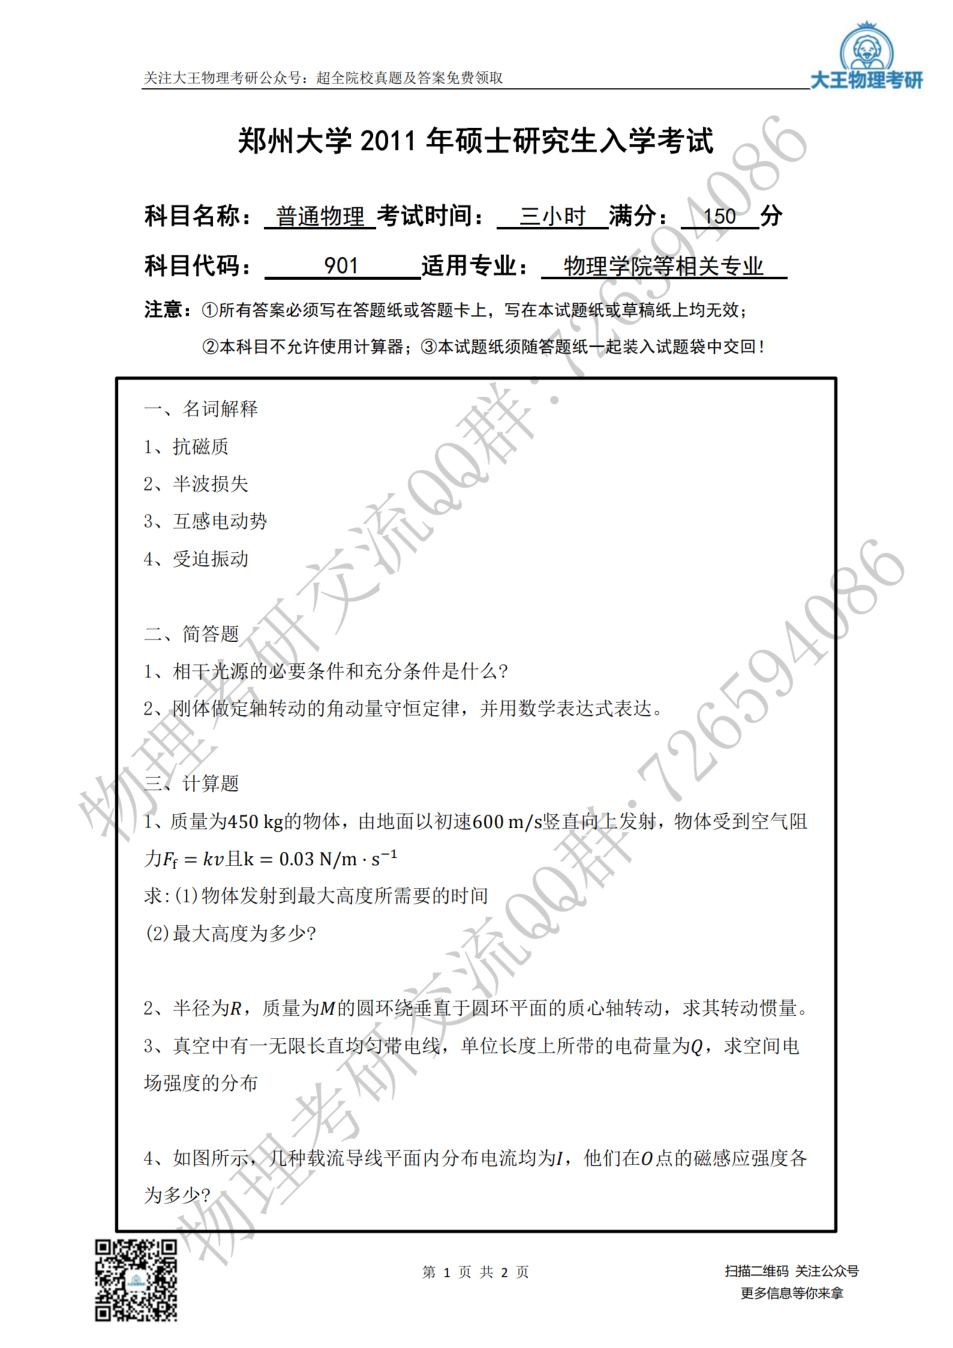 关注大王物理考研公众号：超全院校真题及答案免费领取
大王物理考研
郑州大学 2011 年硕士研究生入学考试
科目名称： 普通物理 考试时间： 三小时 满分： 150 分
科目代码： 901 适用专业： 物理学院等相关专业
注意：①所有答案必须写在答题纸或答题卡上，写在本试题纸或草稿纸上均无效；
②本科目不允许使用计算器；③本试题纸须随答题纸一起装入试题袋中交回！
一、名词解释
1、抗磁质
2、半波损失
3、互感电动势
4、受迫振动
二、简答题
1、相干光源的必要条件和充分条件是什么?
2、刚体做定轴转动的角动量守恒定律，并用数学表达式表达。
三、计算题
1、质量为450 kg的物体，由地面以初速600 m/s竖直向上发射，物体受到空气阻
力F_f = kv且k = 0.03 N/m · s⁻¹
求:(1)物体发射到最大高度所需要的时间
(2)最大高度为多少?
2、半径为R，质量为M的圆环绕垂直于圆环平面的质心轴转动，求其转动惯量。
3、真空中有一无限长直均匀带电线，单位长度上所带的电荷量为Q，求空间电
场强度的分布
4、如图所示，几种载流导线平面内分布电流均为I，他们在O点的磁感应强度各
为多少?
物理考研交流QQ群：726594086
物理考研交流QQ群：726594086
大王物理考研
第 1 页 共 2 页
扫描二维码 关注公众号
更多信息等你来拿